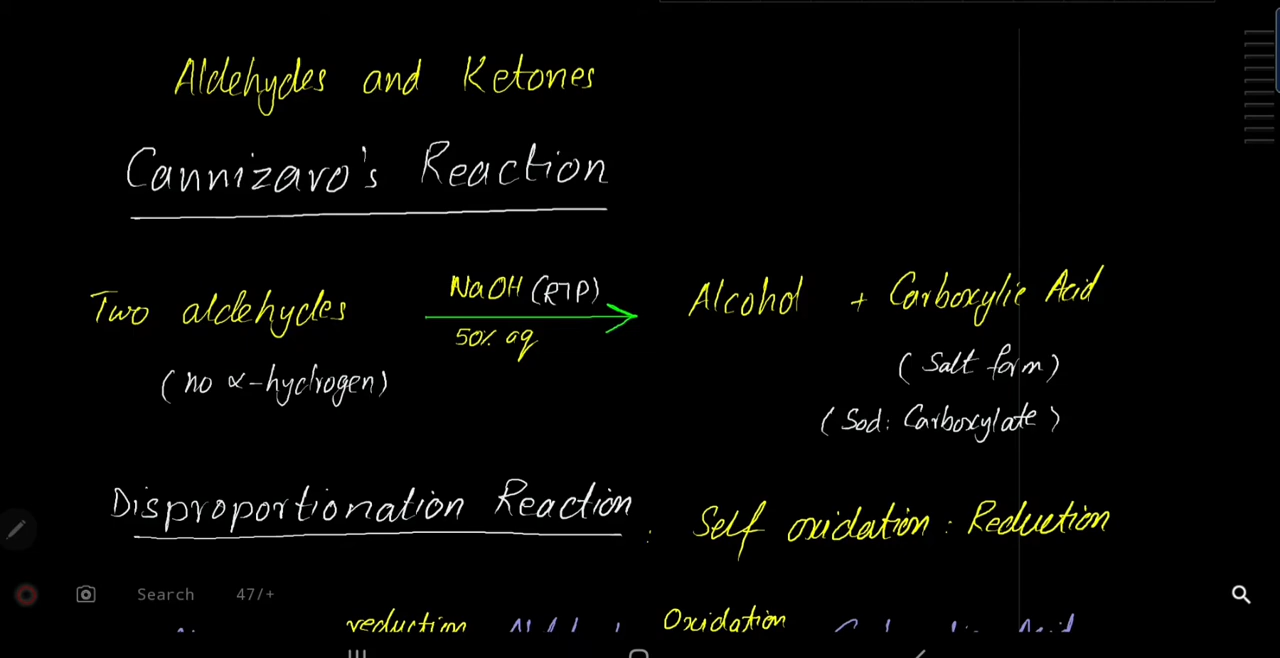 Aldehydes and Ketones
Cannizaro's Reaction
Two aldehydes NaOH (RTP) Alcohol + Carboxylic Acid
50% aq
(no α-hydrogen) (Salt form)
(Sod: Carboxylate)
Disproportionation Reaction : Self oxidation : Reduction
Search 47/+
reduction Oxidation